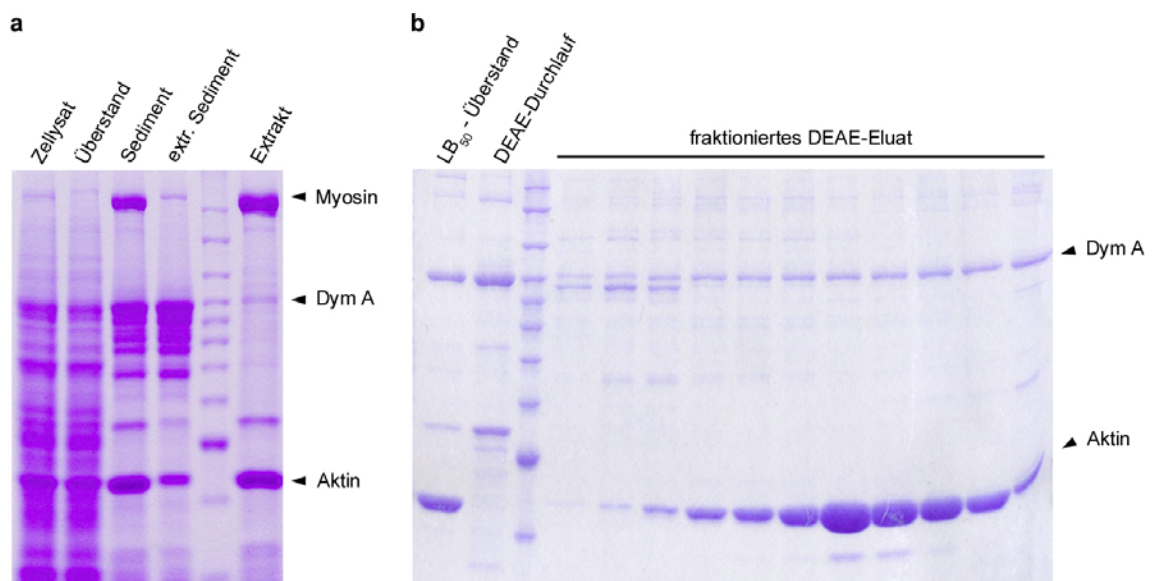 a
Zellysat
Überstand
Sediment
extr. Sediment
Extrakt
Myosin
Dym A
Aktin
b
LB50 - Überstand
DEAE-Durchlauf
fraktioniertes DEAE-Eluat
Dym A
Aktin